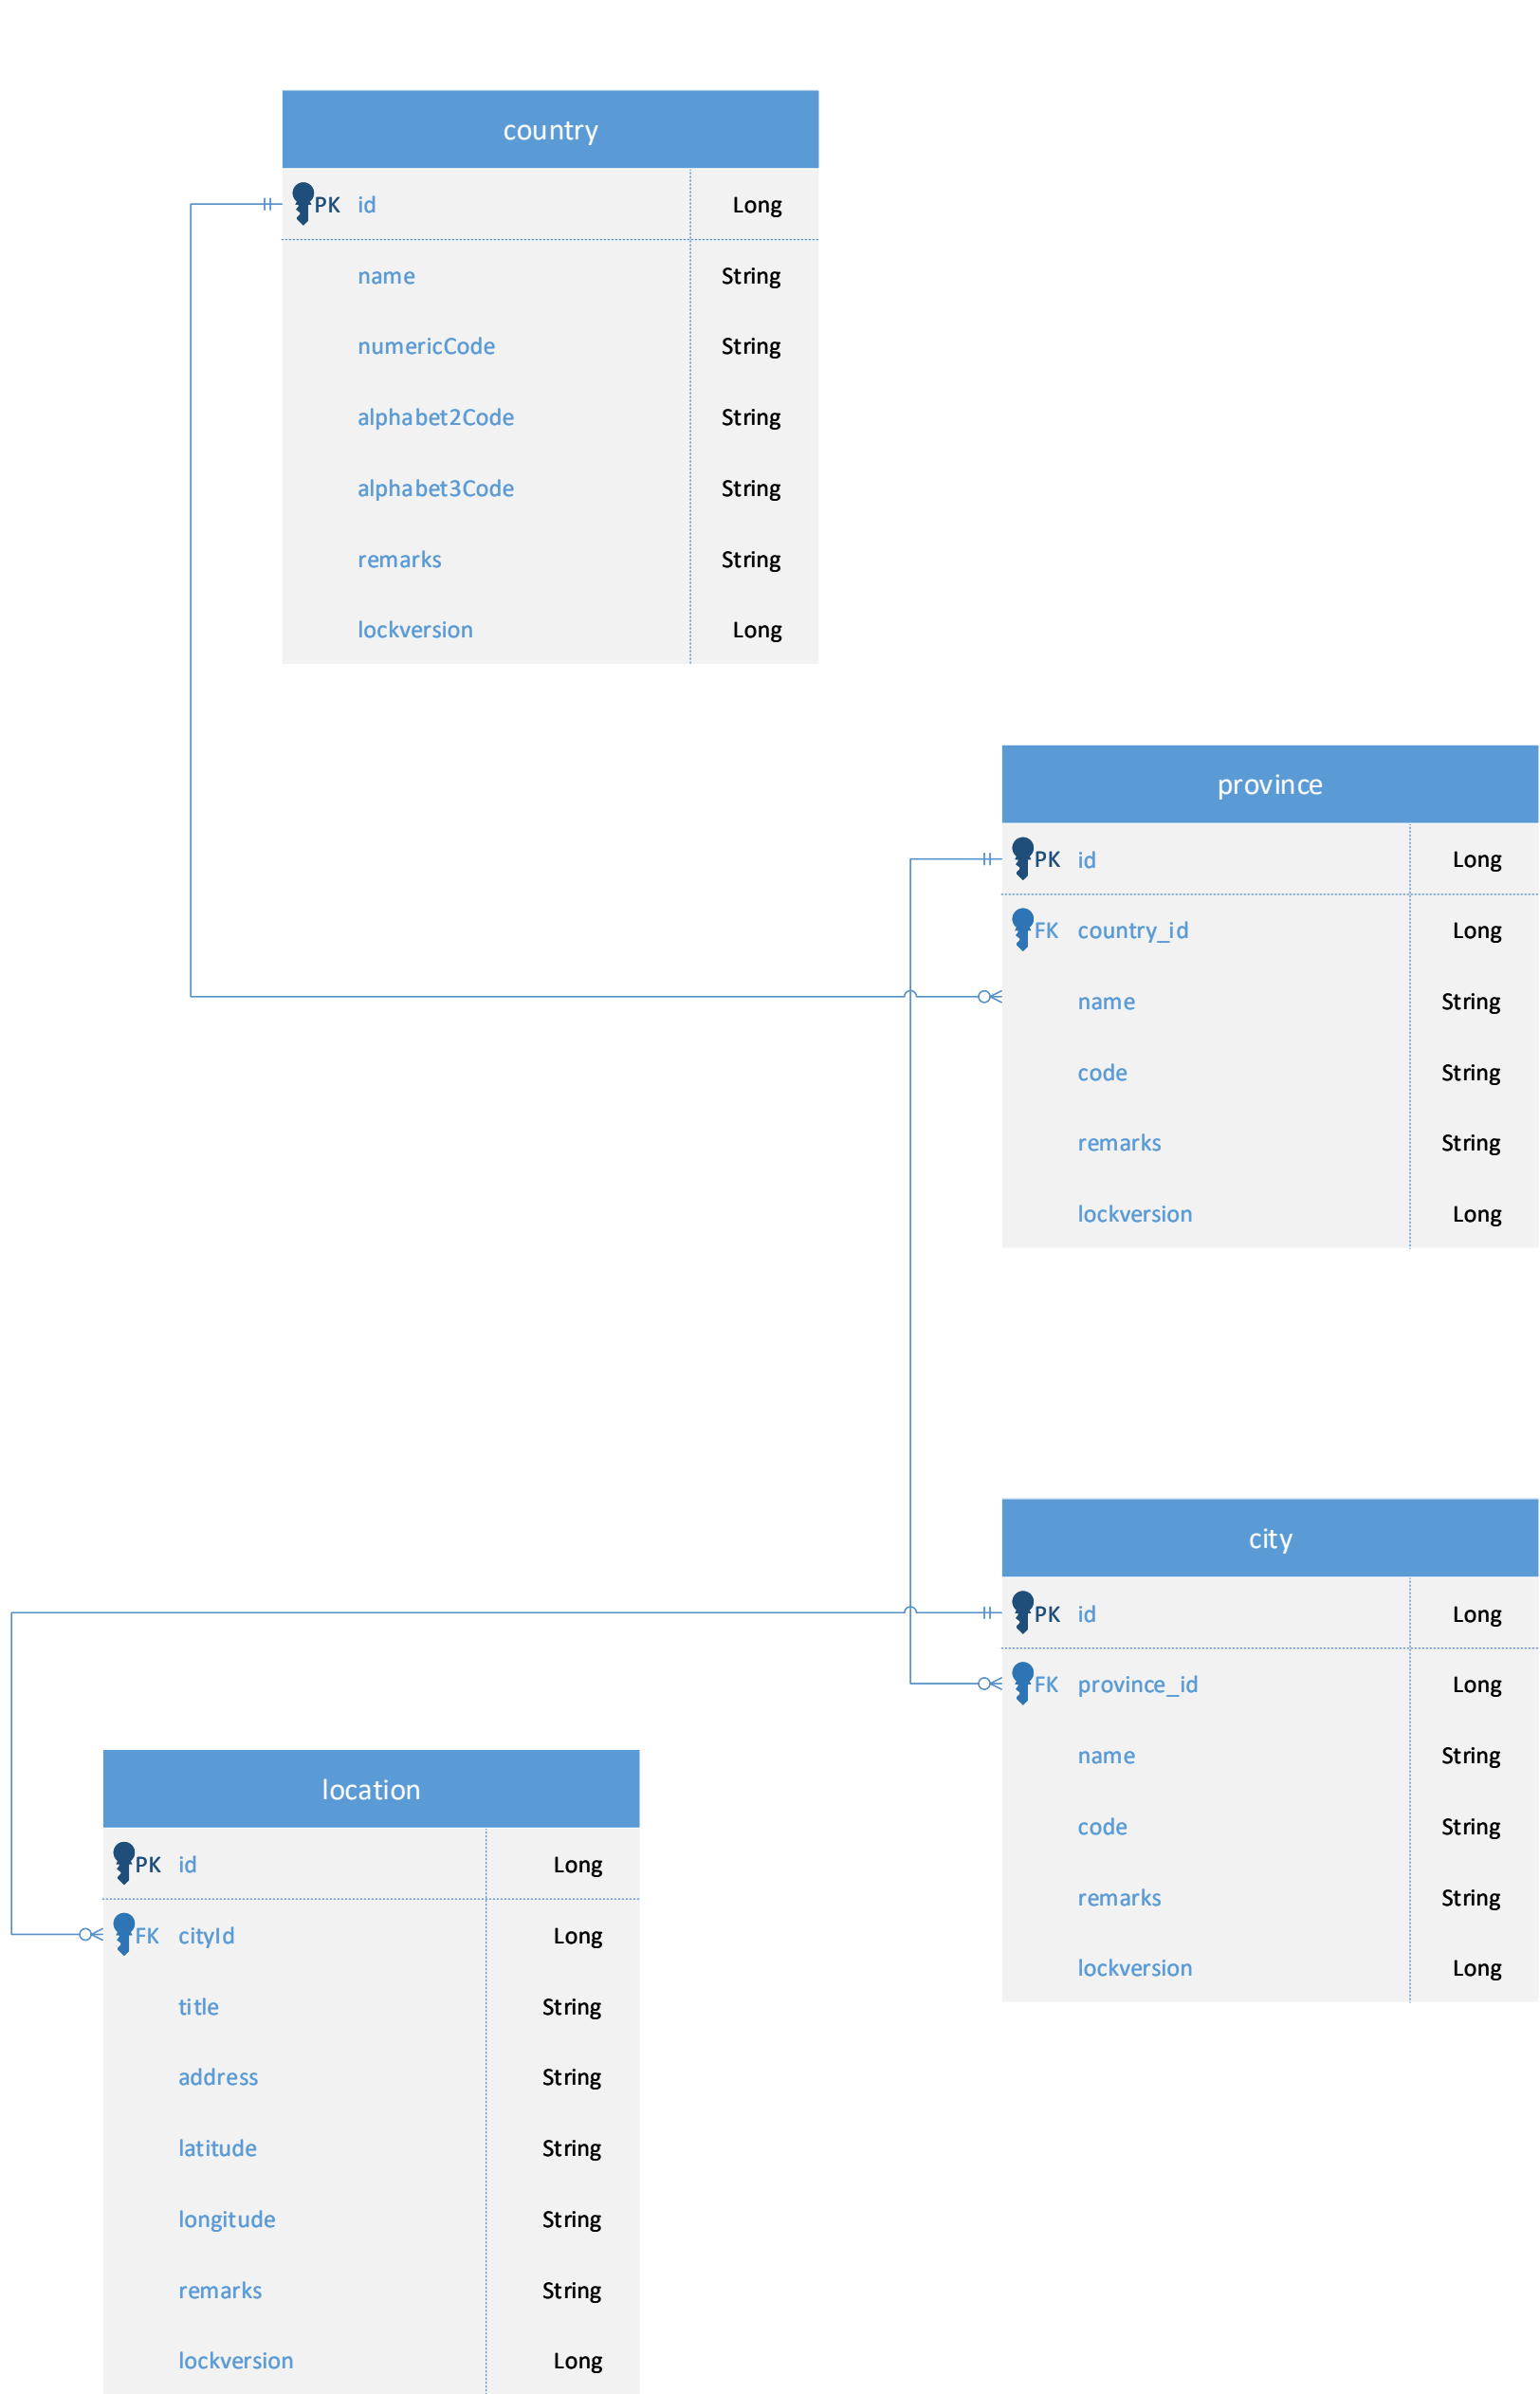 country
PK id Long
name String
numericCode String
alphabet2Code String
alphabet3Code String
remarks String
lockversion Long
province
PK id Long
FK country_id Long
name String
code String
remarks String
lockversion Long
city
PK id Long
FK province_id Long
name String
code String
remarks String
lockversion Long
location
PK id Long
FK cityId Long
title String
address String
latitude String
longitude String
remarks String
lockversion Long